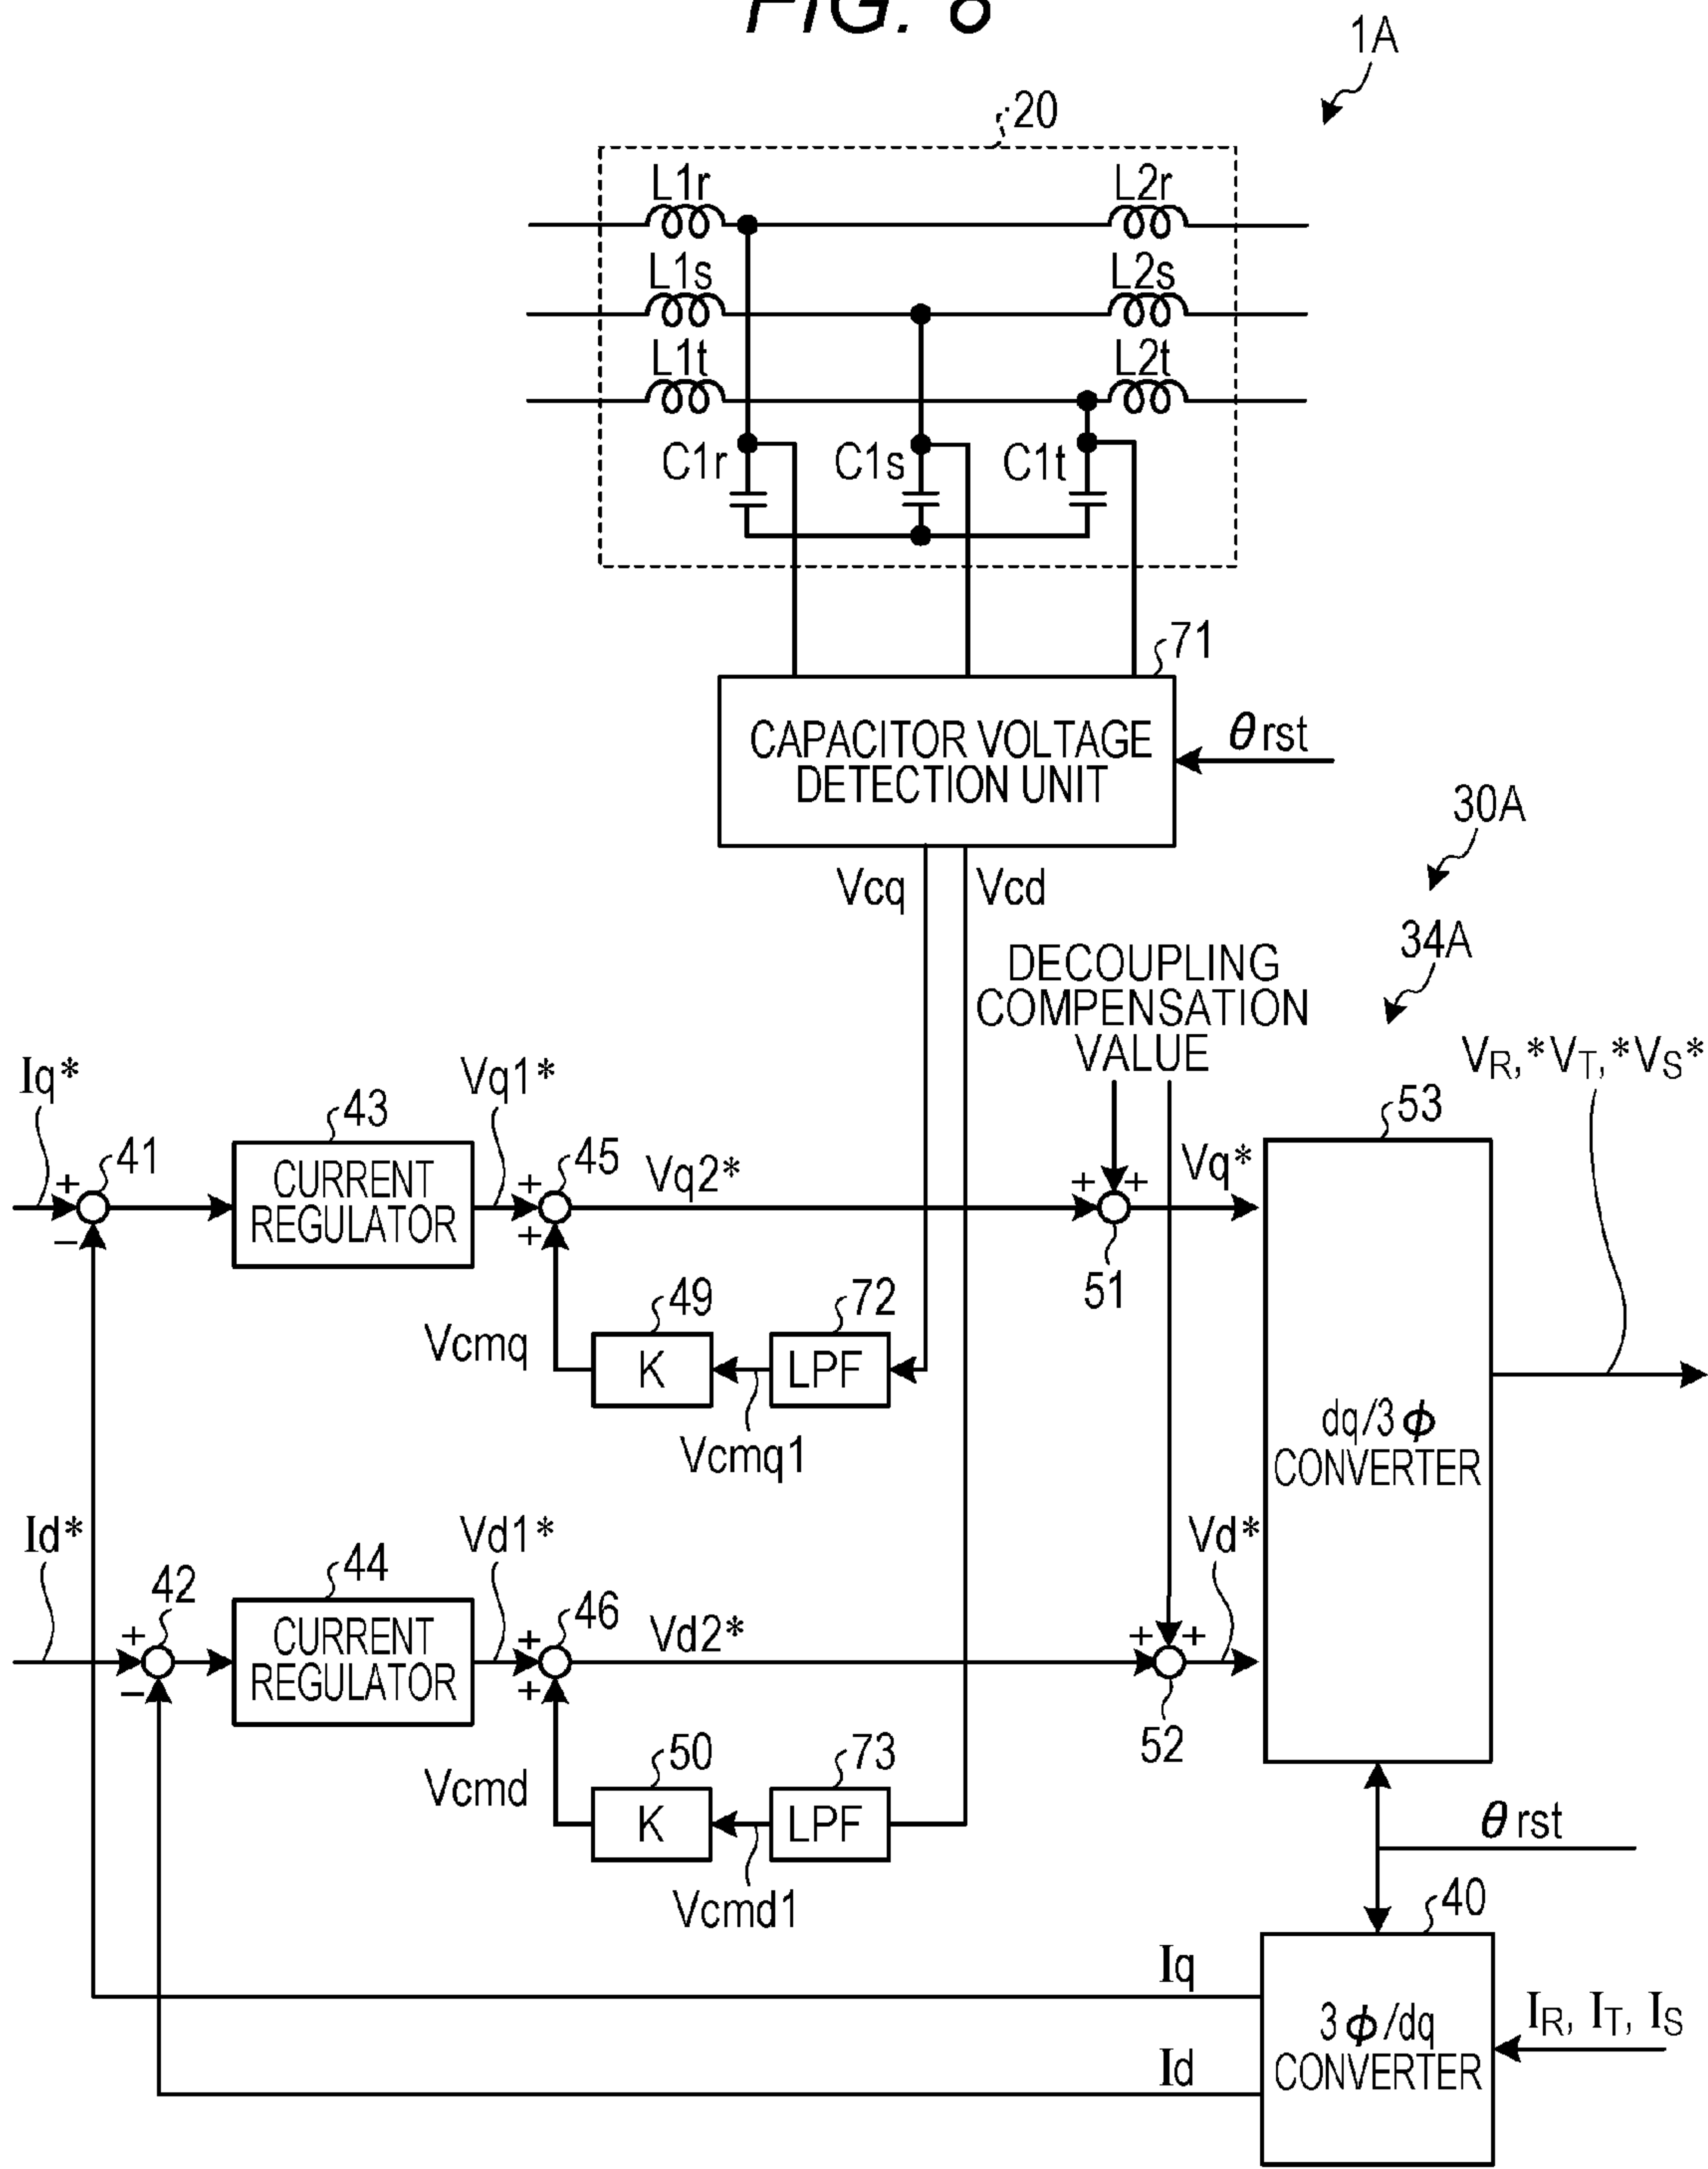 FIG. 8
1A
20
L1r
L2r
L1s
L2s
L1t
L2t
C1r
C1s
C1t
71
CAPACITOR VOLTAGE
DETECTION UNIT
θrst
30A
Vcq
Vcd
34A
DECOUPLING
COMPENSATION
VALUE
VR,*VT,*VS*
Iq*
Vq1*
43
53
41
45
Vq2*
Vq*
+
+
+
+
CURRENT
REGULATOR
−
+
51
49
72
Vcmq
K
LPF
Vcmq1
dq/3φ
CONVERTER
Id*
Vd1*
Vd*
42
44
46
Vd2*
+
+
+
+
CURRENT
REGULATOR
−
+
52
50
73
Vcmd
K
LPF
θrst
Vcmd1
40
Iq
IR, IT, IS
3φ/dq
CONVERTER
Id